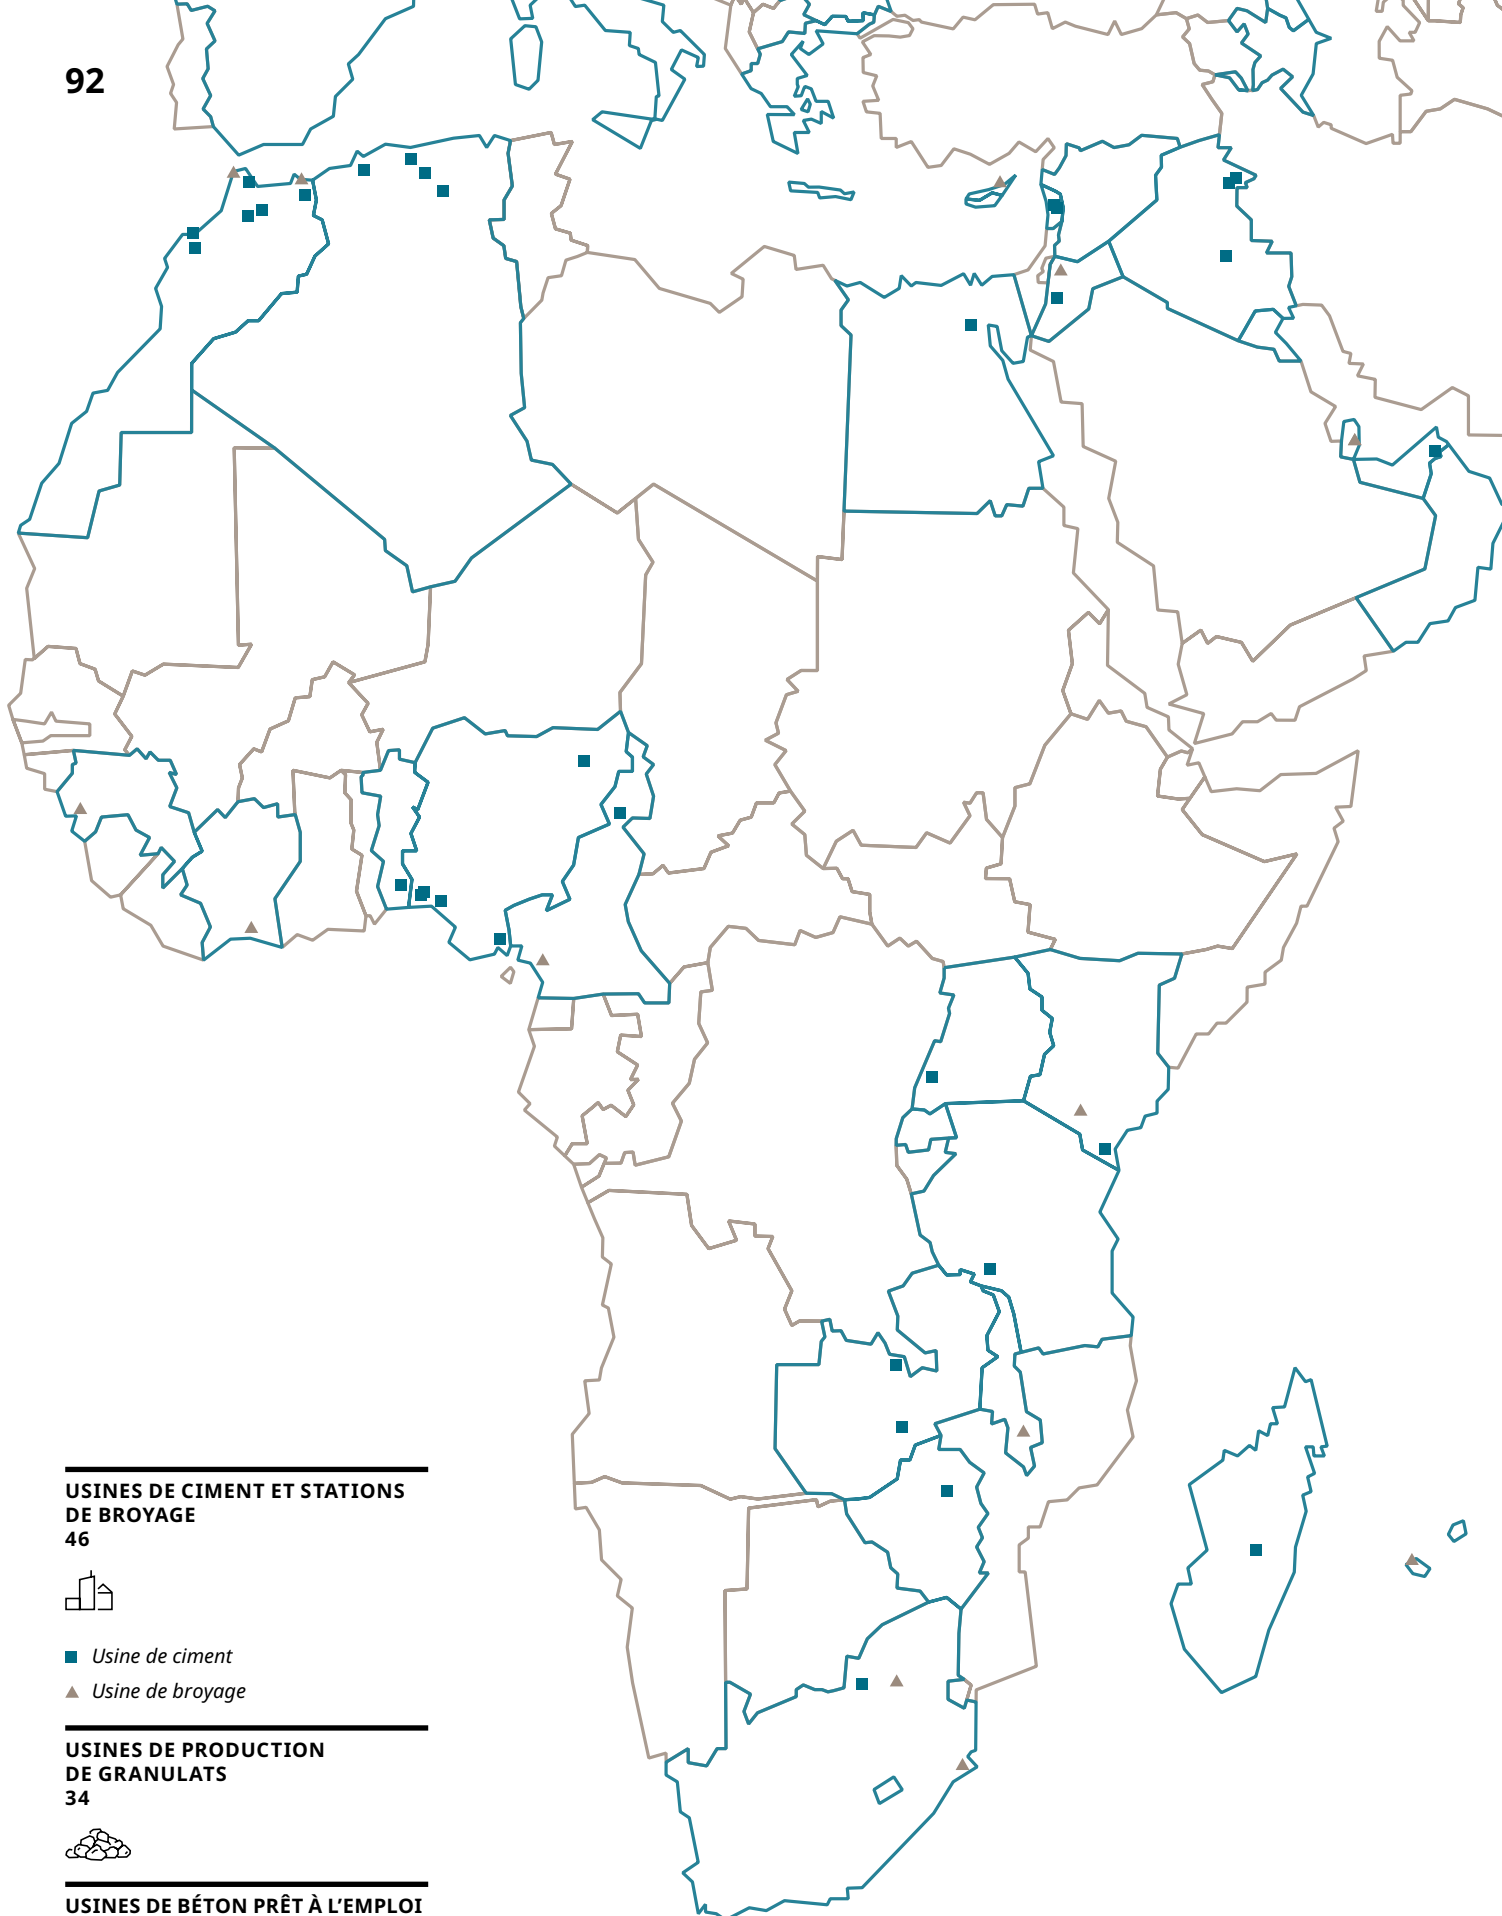 92
USINES DE CIMENT ET STATIONS
DE BROYAGE
46
Usine de ciment
Usine de broyage
USINES DE PRODUCTION
DE GRANULATS
34
USINES DE BÉTON PRÊT À L’EMPLOI